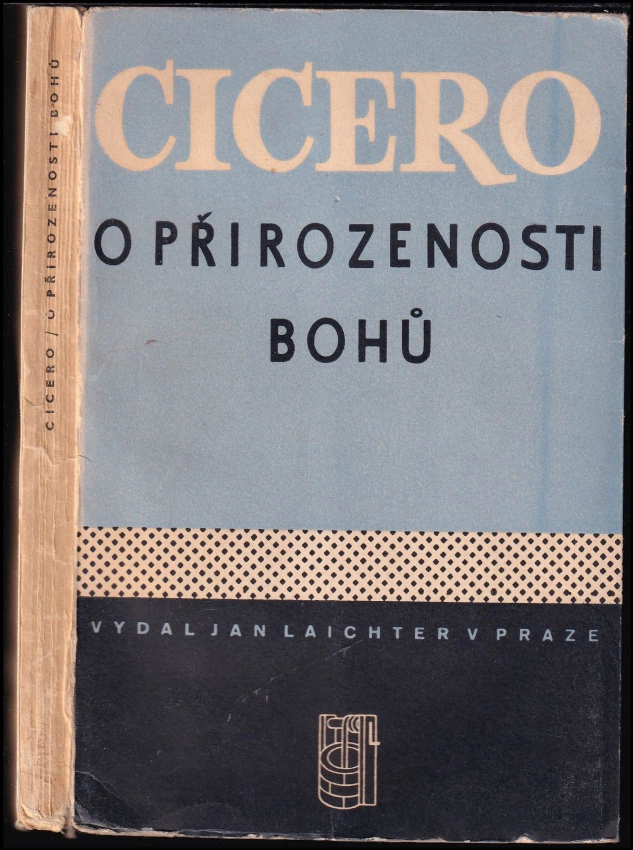 CICERO / O PŘIROZENOSTI BOHŮ
CICERO
O PŘIROZENOSTI
BOHŮ
VYDAL JAN LAICHTER V PRAZE